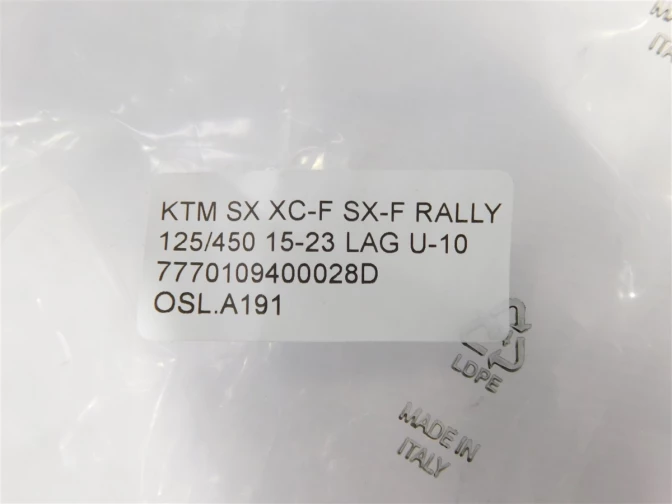 KTM SX XC-F SX-F RALLY
125/450 15-23 LAG U-10
7770109400028D
OSL.A191
LDPE
MADE IN
ITALY